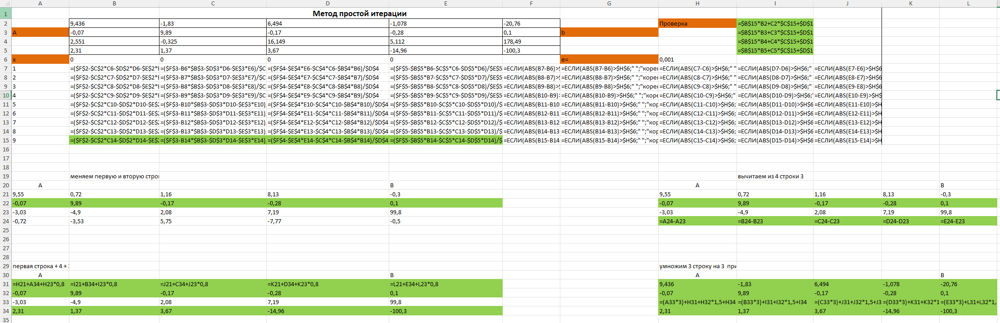 A B C D E F G H I J K L
1 Метод простой итерации
2 9,436 -1,83 6,494 -1,078 -20,76 Проверка =$B$15*B2+C2*$C$15+$D$1
3 A -0,07 9,89 -0,17 -0,28 0,1 b =$B$15*B3+C3*$C$15+$D$1
4 2,551 -0,325 16,149 5,112 178,49 =$B$15*B4+C4*$C$15+$D$1
5 2,31 1,37 3,67 -14,96 -100,3 =$B$15*B5+C5*$C$15+$D$1
6 x 0 0 0 0 e= 0,001
7 1 =($F$2-$C$2*C6-$D$2*D6-$E$2*E =($F$3-B6*$B$3-$D$3*D6-$E$3*E6)/$C =($F$4-$E$4*E6-$C$4*C6-$B$4*B6)/$D$4 =($F$5-$B$5*B6-$C$5*C6-$D$5*D6)/$E$5 =ЕСЛИ(ABS(B7-B6)>$ =ЕСЛИ(ABS(B7-B6)>$H$6;" ";"корен =ЕСЛИ(ABS(C7-C6)>$H$6;" " =ЕСЛИ(ABS(D7-D6)>$H$6;" =ЕСЛИ(ABS(E7-E6)>$H$6
8 2 =($F$2-$C$2*C7-$D$2*D7-$E$2*E =($F$3-B7*$B$3-$D$3*D7-$E$3*E7)/$C =($F$4-$E$4*E7-$C$4*C7-$B$4*B7)/$D$4 =($F$5-$B$5*B7-$C$5*C7-$D$5*D7)/$E$5 =ЕСЛИ(ABS(B8-B7)>$ =ЕСЛИ(ABS(B8-B7)>$H$6;" ";"корен =ЕСЛИ(ABS(C8-C7)>$H$6;" " =ЕСЛИ(ABS(D8-D7)>$H$6;" =ЕСЛИ(ABS(E8-E7)>$H$6
9 3 =($F$2-$C$2*C8-$D$2*D8-$E$2*E =($F$3-B8*$B$3-$D$3*D8-$E$3*E8)/$C =($F$4-$E$4*E8-$C$4*C8-$B$4*B8)/$D$4 =($F$5-$B$5*B8-$C$5*C8-$D$5*D8)/$E$5 =ЕСЛИ(ABS(B9-B8)>$ =ЕСЛИ(ABS(B9-B8)>$H$6;" ";"корен =ЕСЛИ(ABS(C9-C8)>$H$6;" " =ЕСЛИ(ABS(D9-D8)>$H$6;" =ЕСЛИ(ABS(E9-E8)>$H$6
10 4 =($F$2-$C$2*C9-$D$2*D9-$E$2*E =($F$3-B9*$B$3-$D$3*D9-$E$3*E9)/$C =($F$4-$E$4*E9-$C$4*C9-$B$4*B9)/$D$4 =($F$5-$B$5*B9-$C$5*C9-$D$5*D9)/$E$5 =ЕСЛИ(ABS(B10-B9)> =ЕСЛИ(ABS(B10-B9)>$H$6;" ";"коре =ЕСЛИ(ABS(C10-C9)>$H$6;" =ЕСЛИ(ABS(D10-D9)>$H$6;" =ЕСЛИ(ABS(E10-E9)>$H$
11 5 =($F$2-$C$2*C10-$D$2*D10-$E$2 =($F$3-B10*$B$3-$D$3*D10-$E$3*E10) =($F$4-$E$4*E10-$C$4*C10-$B$4*B10)/$D$4 =($F$5-$B$5*B10-$C$5*C10-$D$5*D10)/$ =ЕСЛИ(ABS(B11-B10 =ЕСЛИ(ABS(B11-B10)>$H$6;" ";"кор =ЕСЛИ(ABS(C11-C10)>$H$6; =ЕСЛИ(ABS(D11-D10)>$H$6 =ЕСЛИ(ABS(E11-E10)>$H
12 6 =($F$2-$C$2*C11-$D$2*D11-$E$2 =($F$3-B11*$B$3-$D$3*D11-$E$3*E11) =($F$4-$E$4*E11-$C$4*C11-$B$4*B11)/$D$4 =($F$5-$B$5*B11-$C$5*C11-$D$5*D11)/$ =ЕСЛИ(ABS(B12-B11 =ЕСЛИ(ABS(B12-B11)>$H$6;" ";"кор =ЕСЛИ(ABS(C12-C11)>$H$6; =ЕСЛИ(ABS(D12-D11)>$H$6 =ЕСЛИ(ABS(E12-E11)>$H
13 7 =($F$2-$C$2*C12-$D$2*D12-$E$2 =($F$3-B12*$B$3-$D$3*D12-$E$3*E12) =($F$4-$E$4*E12-$C$4*C12-$B$4*B12)/$D$4 =($F$5-$B$5*B12-$C$5*C12-$D$5*D12)/$ =ЕСЛИ(ABS(B13-B12 =ЕСЛИ(ABS(B13-B12)>$H$6;" ";"кор =ЕСЛИ(ABS(C13-C12)>$H$6; =ЕСЛИ(ABS(D13-D12)>$H$6 =ЕСЛИ(ABS(E13-E12)>$H
14 8 =($F$2-$C$2*C13-$D$2*D13-$E$2 =($F$3-B13*$B$3-$D$3*D13-$E$3*E13) =($F$4-$E$4*E13-$C$4*C13-$B$4*B13)/$D$4 =($F$5-$B$5*B13-$C$5*C13-$D$5*D13)/$ =ЕСЛИ(ABS(B14-B13 =ЕСЛИ(ABS(B14-B13)>$H$6;" ";"кор =ЕСЛИ(ABS(C14-C13)>$H$6; =ЕСЛИ(ABS(D14-D13)>$H$6 =ЕСЛИ(ABS(E14-E13)>$H
15 9 =($F$2-$C$2*C14-$D$2*D14-$E$2 =($F$3-B14*$B$3-$D$3*D14-$E$3*E14) =($F$4-$E$4*E14-$C$4*C14-$B$4*B14)/$D$4 =($F$5-$B$5*B14-$C$5*C14-$D$5*D14)/$ =ЕСЛИ(ABS(B15-B14 =ЕСЛИ(ABS(B15-B14)>$H$6;" ";"кор =ЕСЛИ(ABS(C15-C14)>$H$6; =ЕСЛИ(ABS(D15-D14)>$H$6 =ЕСЛИ(ABS(E15-E14)>$H
16
17
18
19 меняем первую и вторую стро вычитаем из 4 строки 3
20 A B A B
21 9,55 0,72 1,16 8,13 -0,3 9,55 0,72 1,16 8,13 -0,3
22 -0,07 9,89 -0,17 -0,28 0,1 -0,07 9,89 -0,17 -0,28 0,1
23 -3,03 -4,9 2,08 7,19 99,8 -3,03 -4,9 2,08 7,19 99,8
24 -0,72 -3,53 5,75 -7,77 -0,5 =A24-A23 =B24-B23 =C24-C23 =D24-D23 =E24-E23
25
26
27
28
29 первая строка + 4 + умножим 3 строку на 3 при
30 A B A B
31 =H21+A34+H23*0,8 =I21+B34+I23*0,8 =J21+C34+J23*0,8 =K21+D34+K23*0,8 =L21+E34+L23*0,8 9,436 -1,83 6,494 -1,078 -20,76
32 -0,07 9,89 -0,17 -0,28 0,1 -0,07 9,89 -0,17 -0,28 0,1
33 -3,03 -4,9 2,08 7,19 99,8 =(A33*3)+H31+H32*1,5+H34 =(B33*3)+I31+I32*1,5+I34 =(C33*3)+J31+J32*1,5+J3 =(D33*3)+K31+K32*1 =(E33*3)+L31+L32*1,
34 2,31 1,37 3,67 -14,96 -100,3 2,31 1,37 3,67 -14,96 -100,3
35